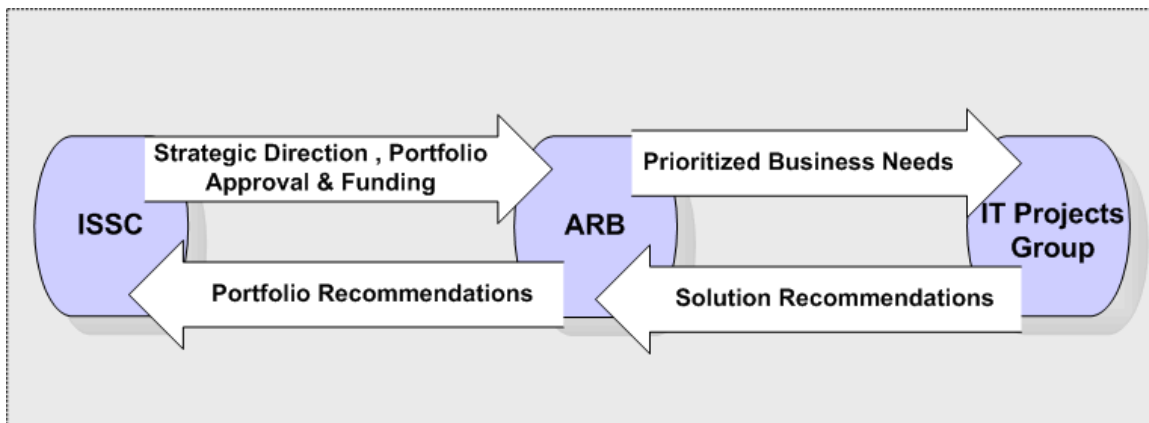 Strategic Direction , Portfolio
Approval & Funding
Prioritized Business Needs
ISSC
ARB
IT Projects
Group
Portfolio Recommendations
Solution Recommendations